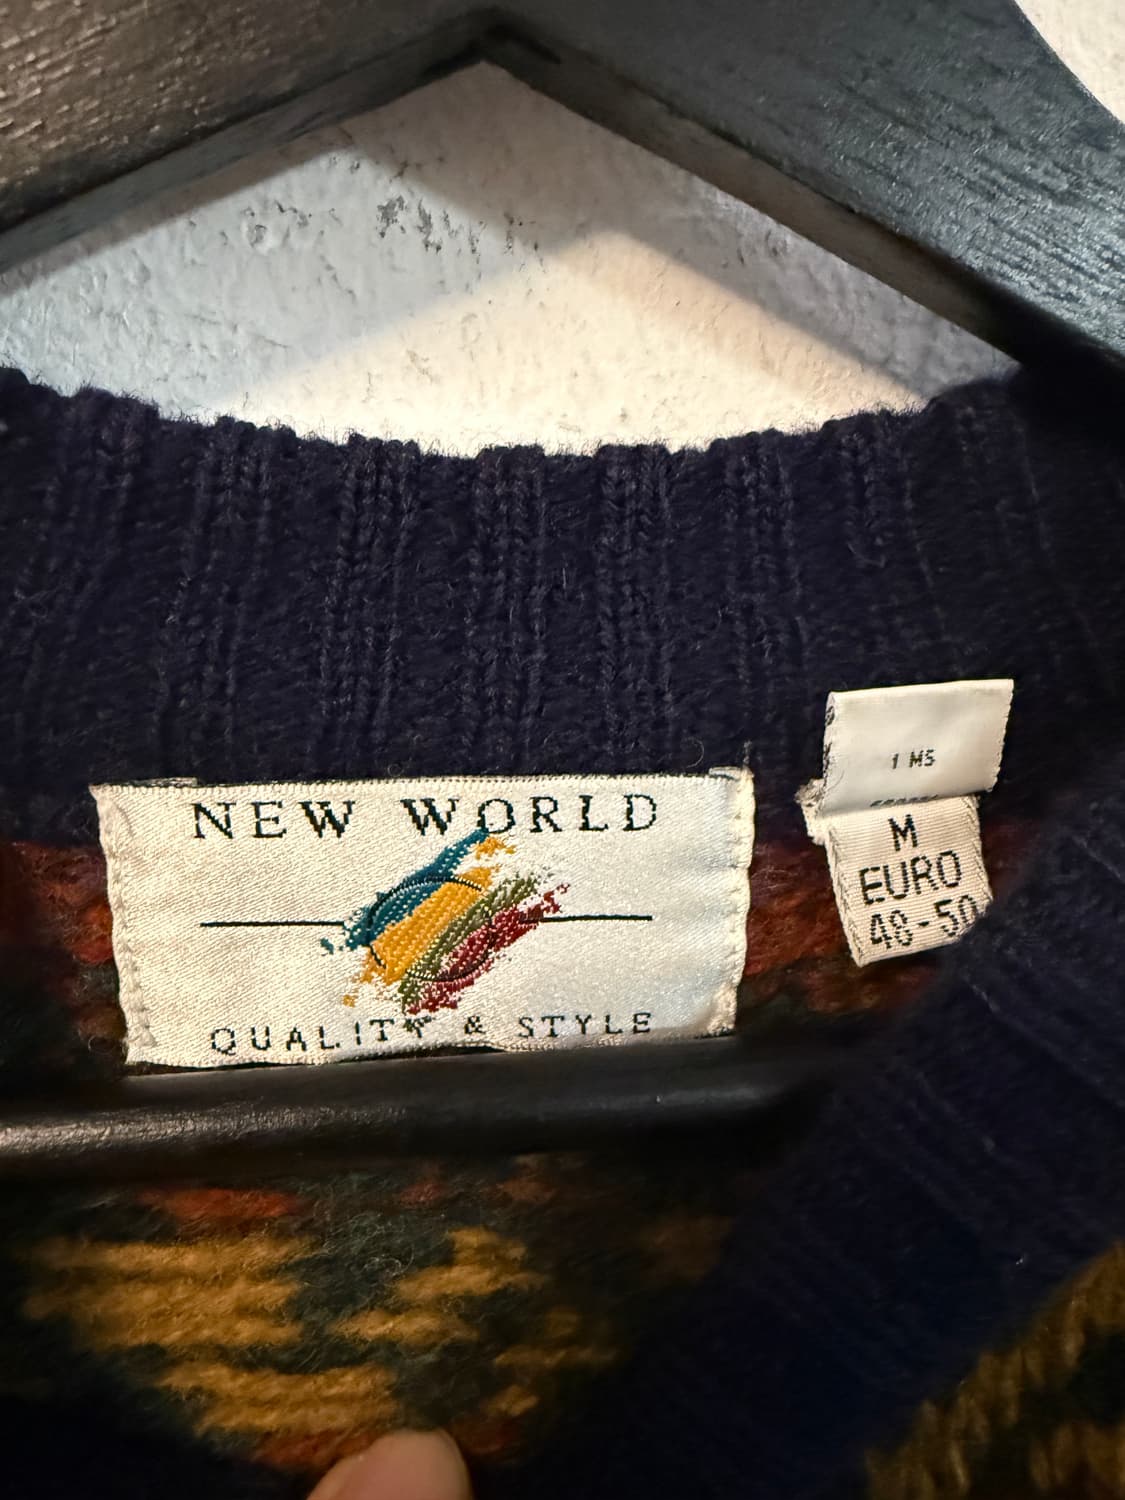 NEW WORLD
QUALITY & STYLE
1 MS
M
EURO
48-50